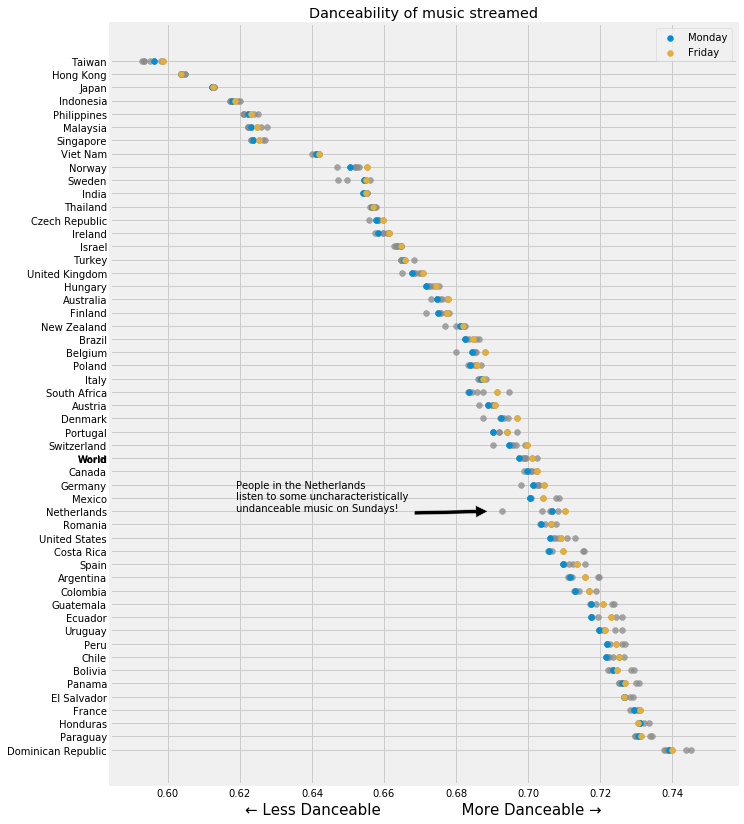 Danceability of music streamed
Monday
Friday
Taiwan
Hong Kong
Japan
Indonesia
Philippines
Malaysia
Singapore
Viet Nam
Norway
Sweden
India
Thailand
Czech Republic
Ireland
Israel
Turkey
United Kingdom
Hungary
Australia
Finland
New Zealand
Brazil
Belgium
Poland
Italy
South Africa
Austria
Denmark
Portugal
Switzerland
World
Canada
Germany
Mexico
Netherlands
Romania
United States
Costa Rica
Spain
Argentina
Colombia
Guatemala
Ecuador
Uruguay
Peru
Chile
Bolivia
Panama
El Salvador
France
Honduras
Paraguay
Dominican Republic
People in the Netherlands
listen to some uncharacteristically
undanceable music on Sundays!
0.60 0.62 0.64 0.66 0.68 0.70 0.72 0.74
← Less Danceable More Danceable →